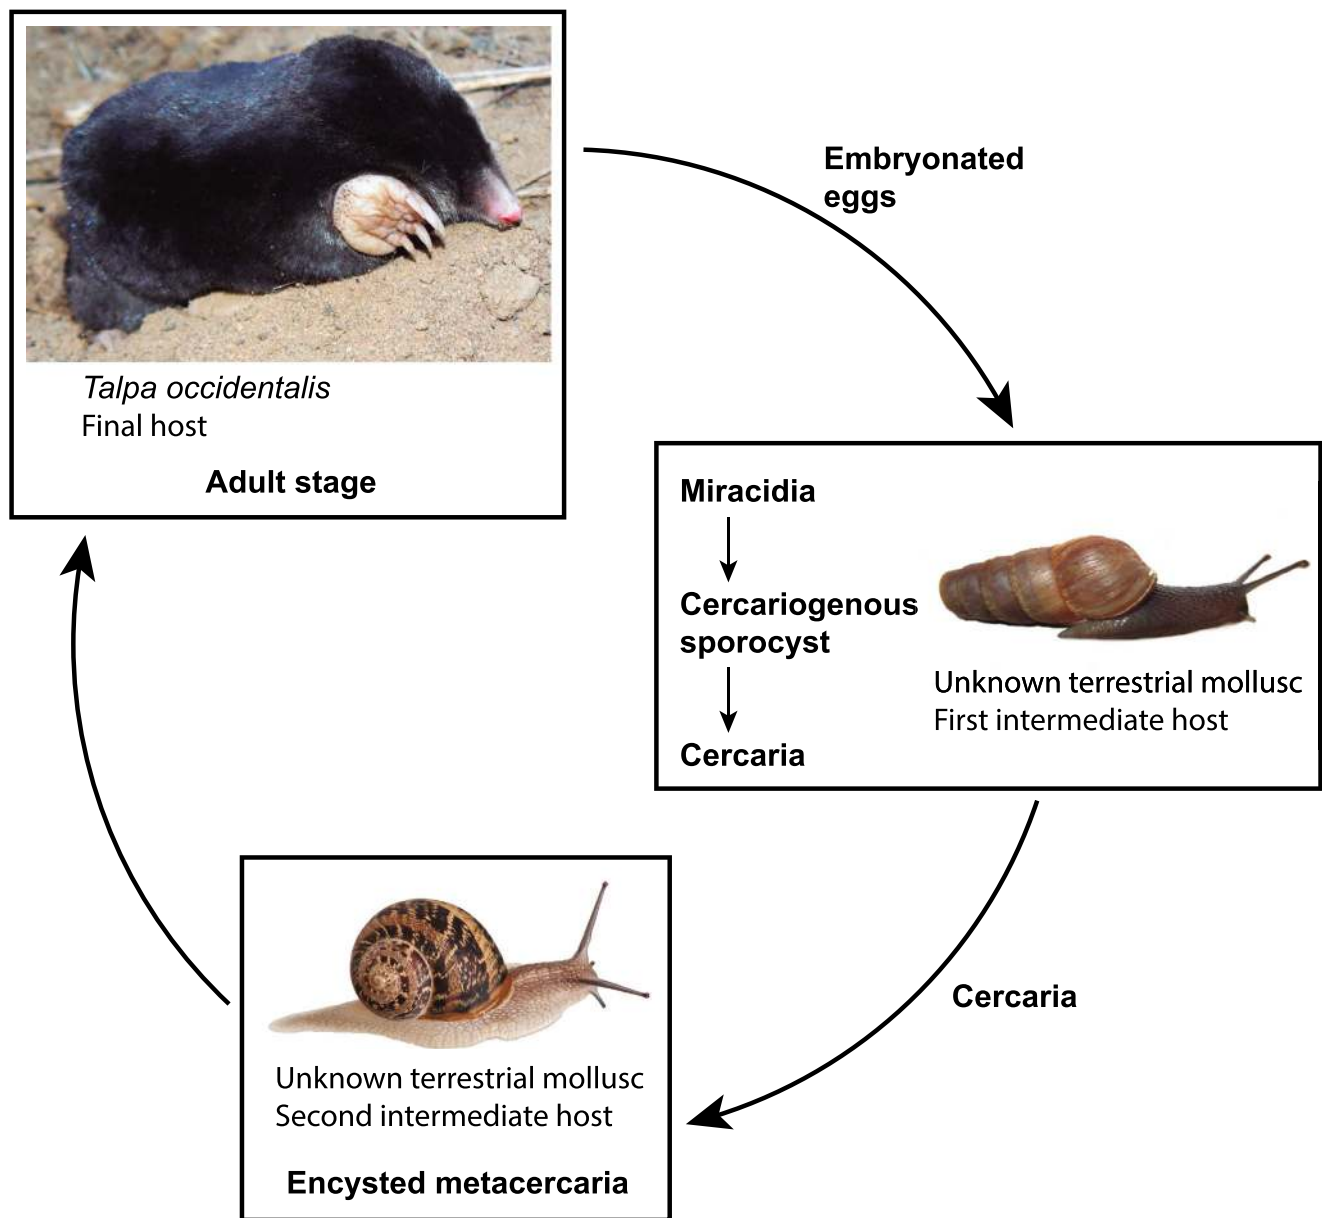 Talpa occidentalis
Final host
Adult stage
Embryonated
eggs
Miracidia
Cercariogenous
sporocyst
Cercaria
Unknown terrestrial mollusc
First intermediate host
Cercaria
Unknown terrestrial mollusc
Second intermediate host
Encysted metacercaria